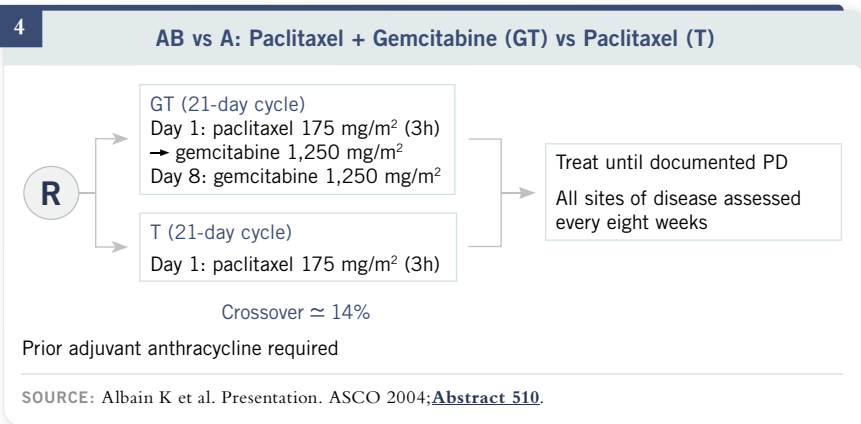 4
AB vs A: Paclitaxel + Gemcitabine (GT) vs Paclitaxel (T)
R
GT (21-day cycle)
Day 1: paclitaxel 175 mg/m² (3h)
→ gemcitabine 1,250 mg/m²
Day 8: gemcitabine 1,250 mg/m²
T (21-day cycle)
Day 1: paclitaxel 175 mg/m² (3h)
Treat until documented PD
All sites of disease assessed
every eight weeks
Crossover ≃ 14%
Prior adjuvant anthracycline required
SOURCE: Albain K et al. Presentation. ASCO 2004;Abstract 510.